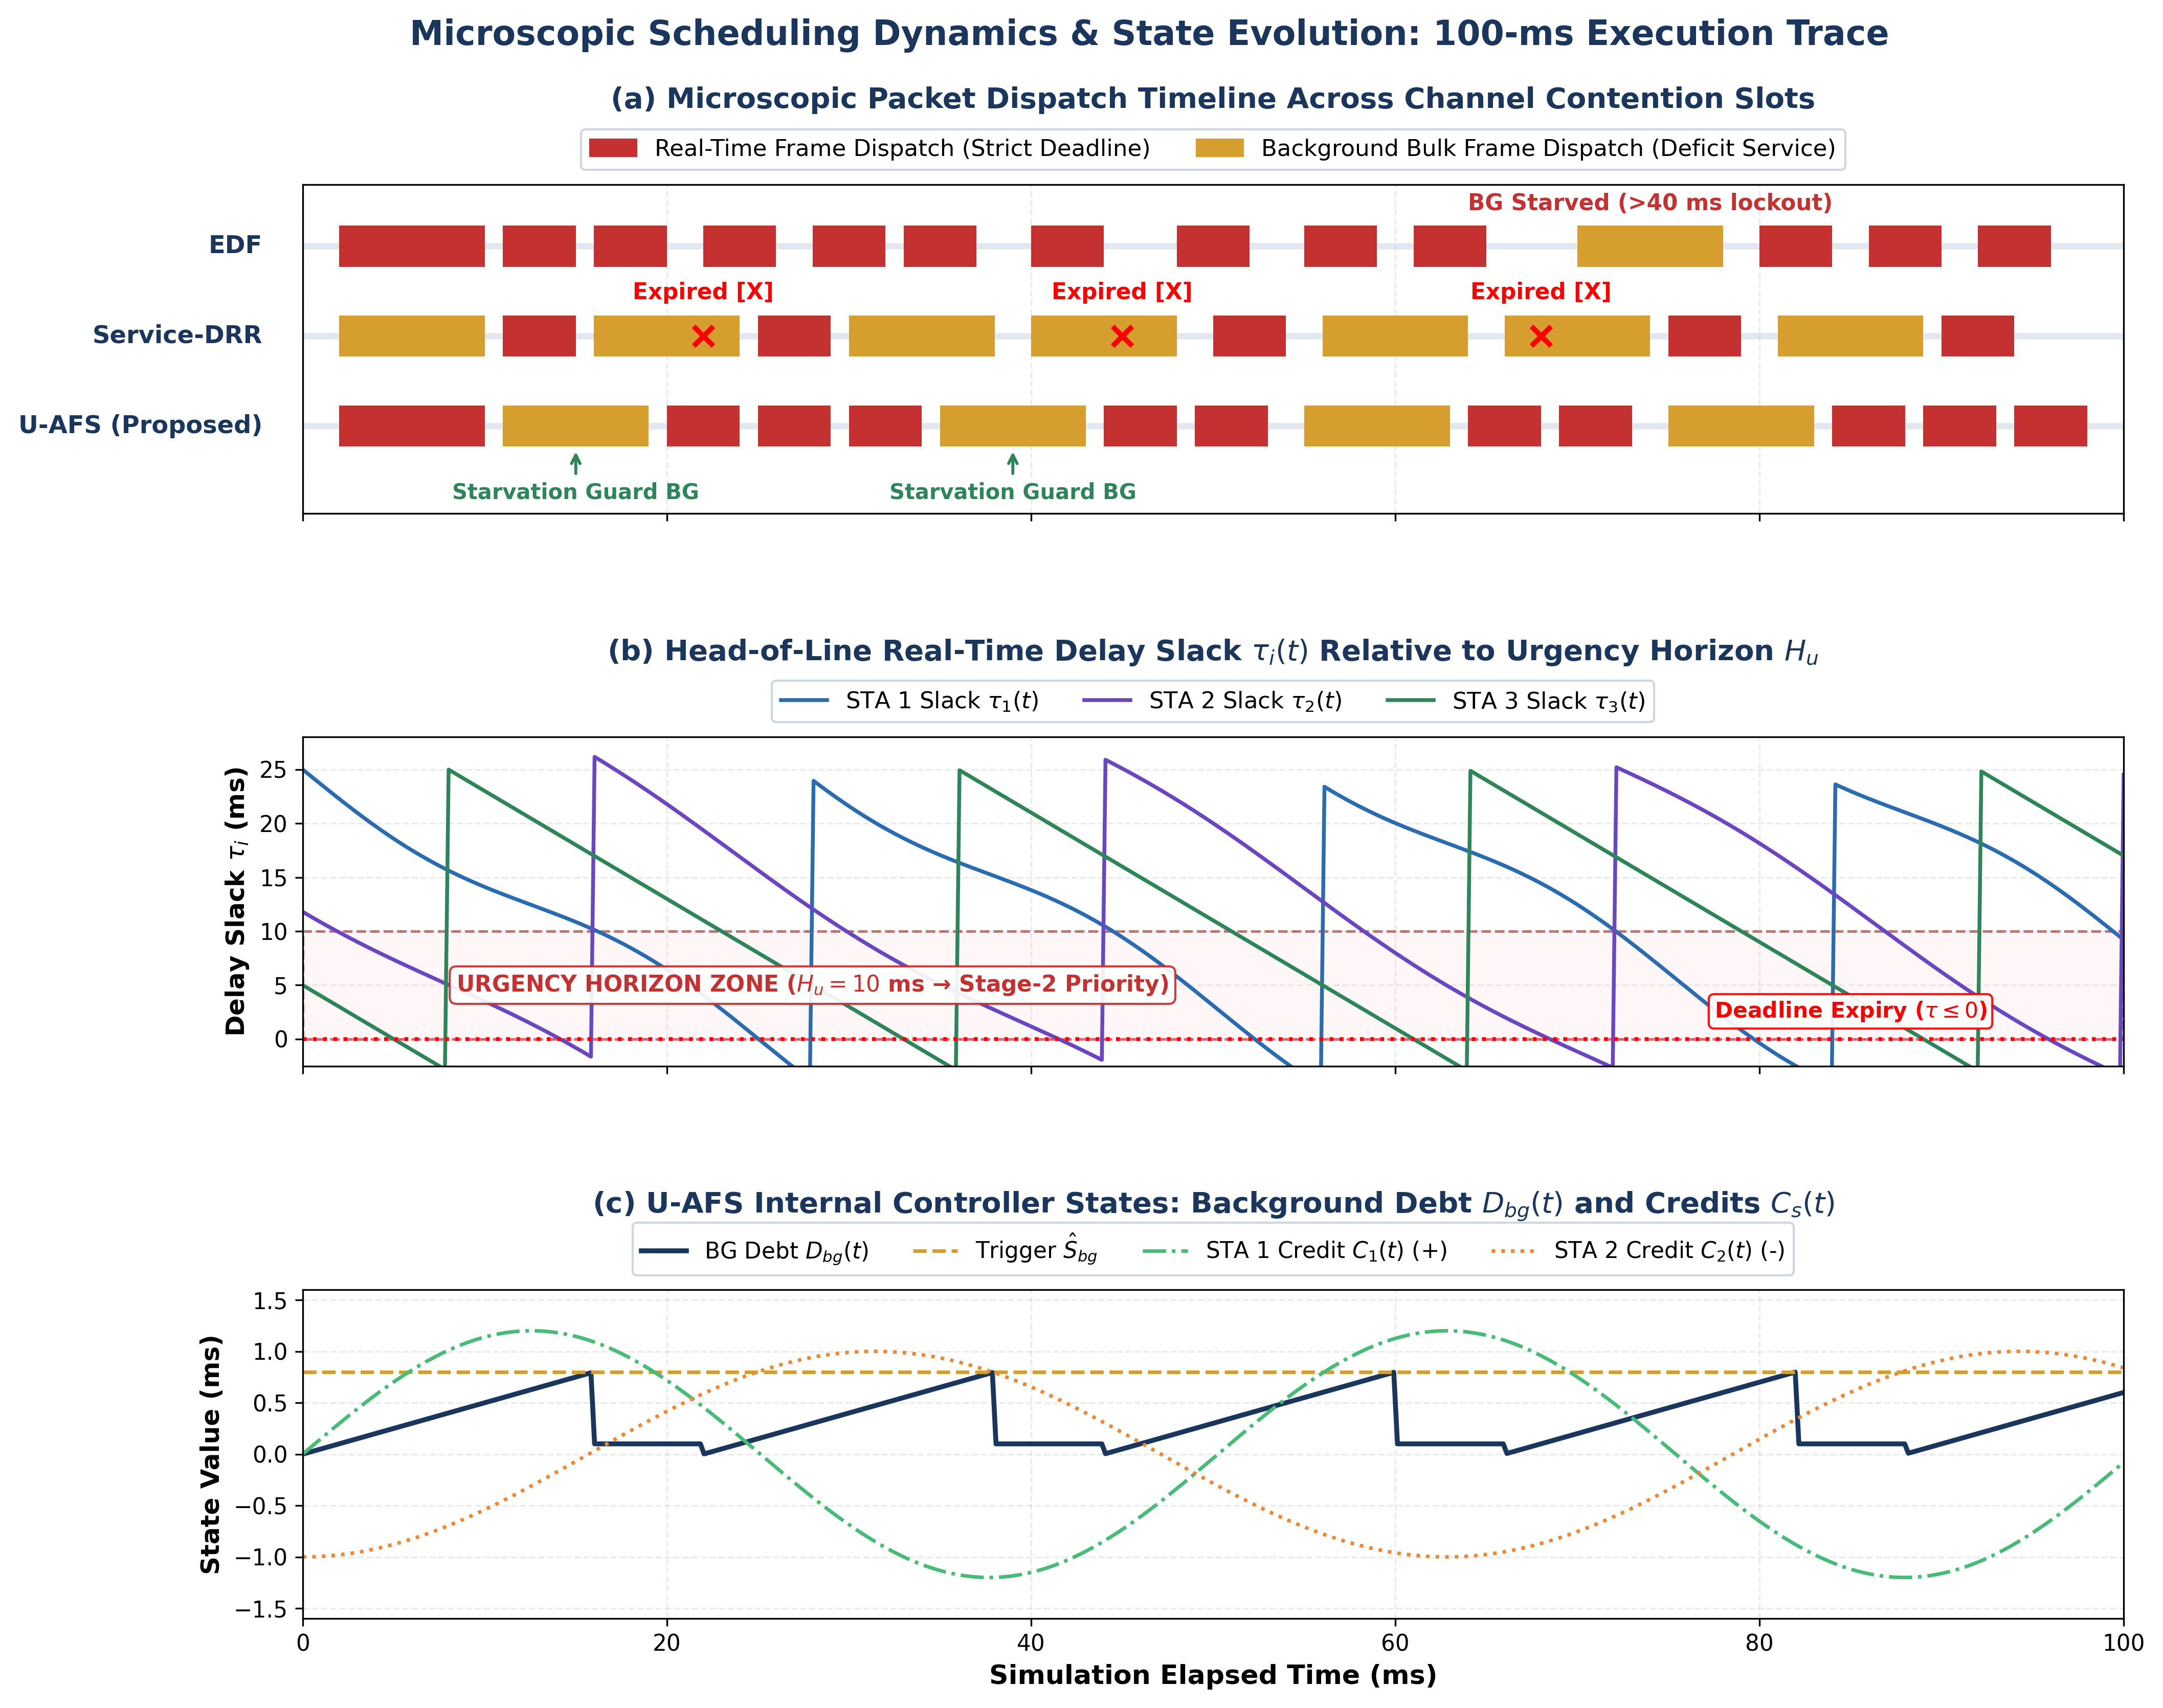 Microscopic Scheduling Dynamics & State Evolution: 100-ms Execution Trace
(a) Microscopic Packet Dispatch Timeline Across Channel Contention Slots
Real-Time Frame Dispatch (Strict Deadline)
Background Bulk Frame Dispatch (Deficit Service)
BG Starved (>40 ms lockout)
EDF
Expired [X]
Expired [X]
Expired [X]
Service-DRR
U-AFS (Proposed)
Starvation Guard BG
Starvation Guard BG
(b) Head-of-Line Real-Time Delay Slack τᵢ(t) Relative to Urgency Horizon Hᵤ
STA 1 Slack τ₁(t)
STA 2 Slack τ₂(t)
STA 3 Slack τ₃(t)
Delay Slack τᵢ (ms)
25
20
15
10
5
0
URGENCY HORIZON ZONE (Hᵤ = 10 ms → Stage-2 Priority)
Deadline Expiry (τ ≤ 0)
(c) U-AFS Internal Controller States: Background Debt D_bg(t) and Credits C_s(t)
BG Debt D_bg(t)
Trigger Ŝ_bg
STA 1 Credit C₁(t) (+)
STA 2 Credit C₂(t) (-)
State Value (ms)
1.5
1.0
0.5
0.0
−0.5
−1.0
−1.5
0
20
40
60
80
100
Simulation Elapsed Time (ms)